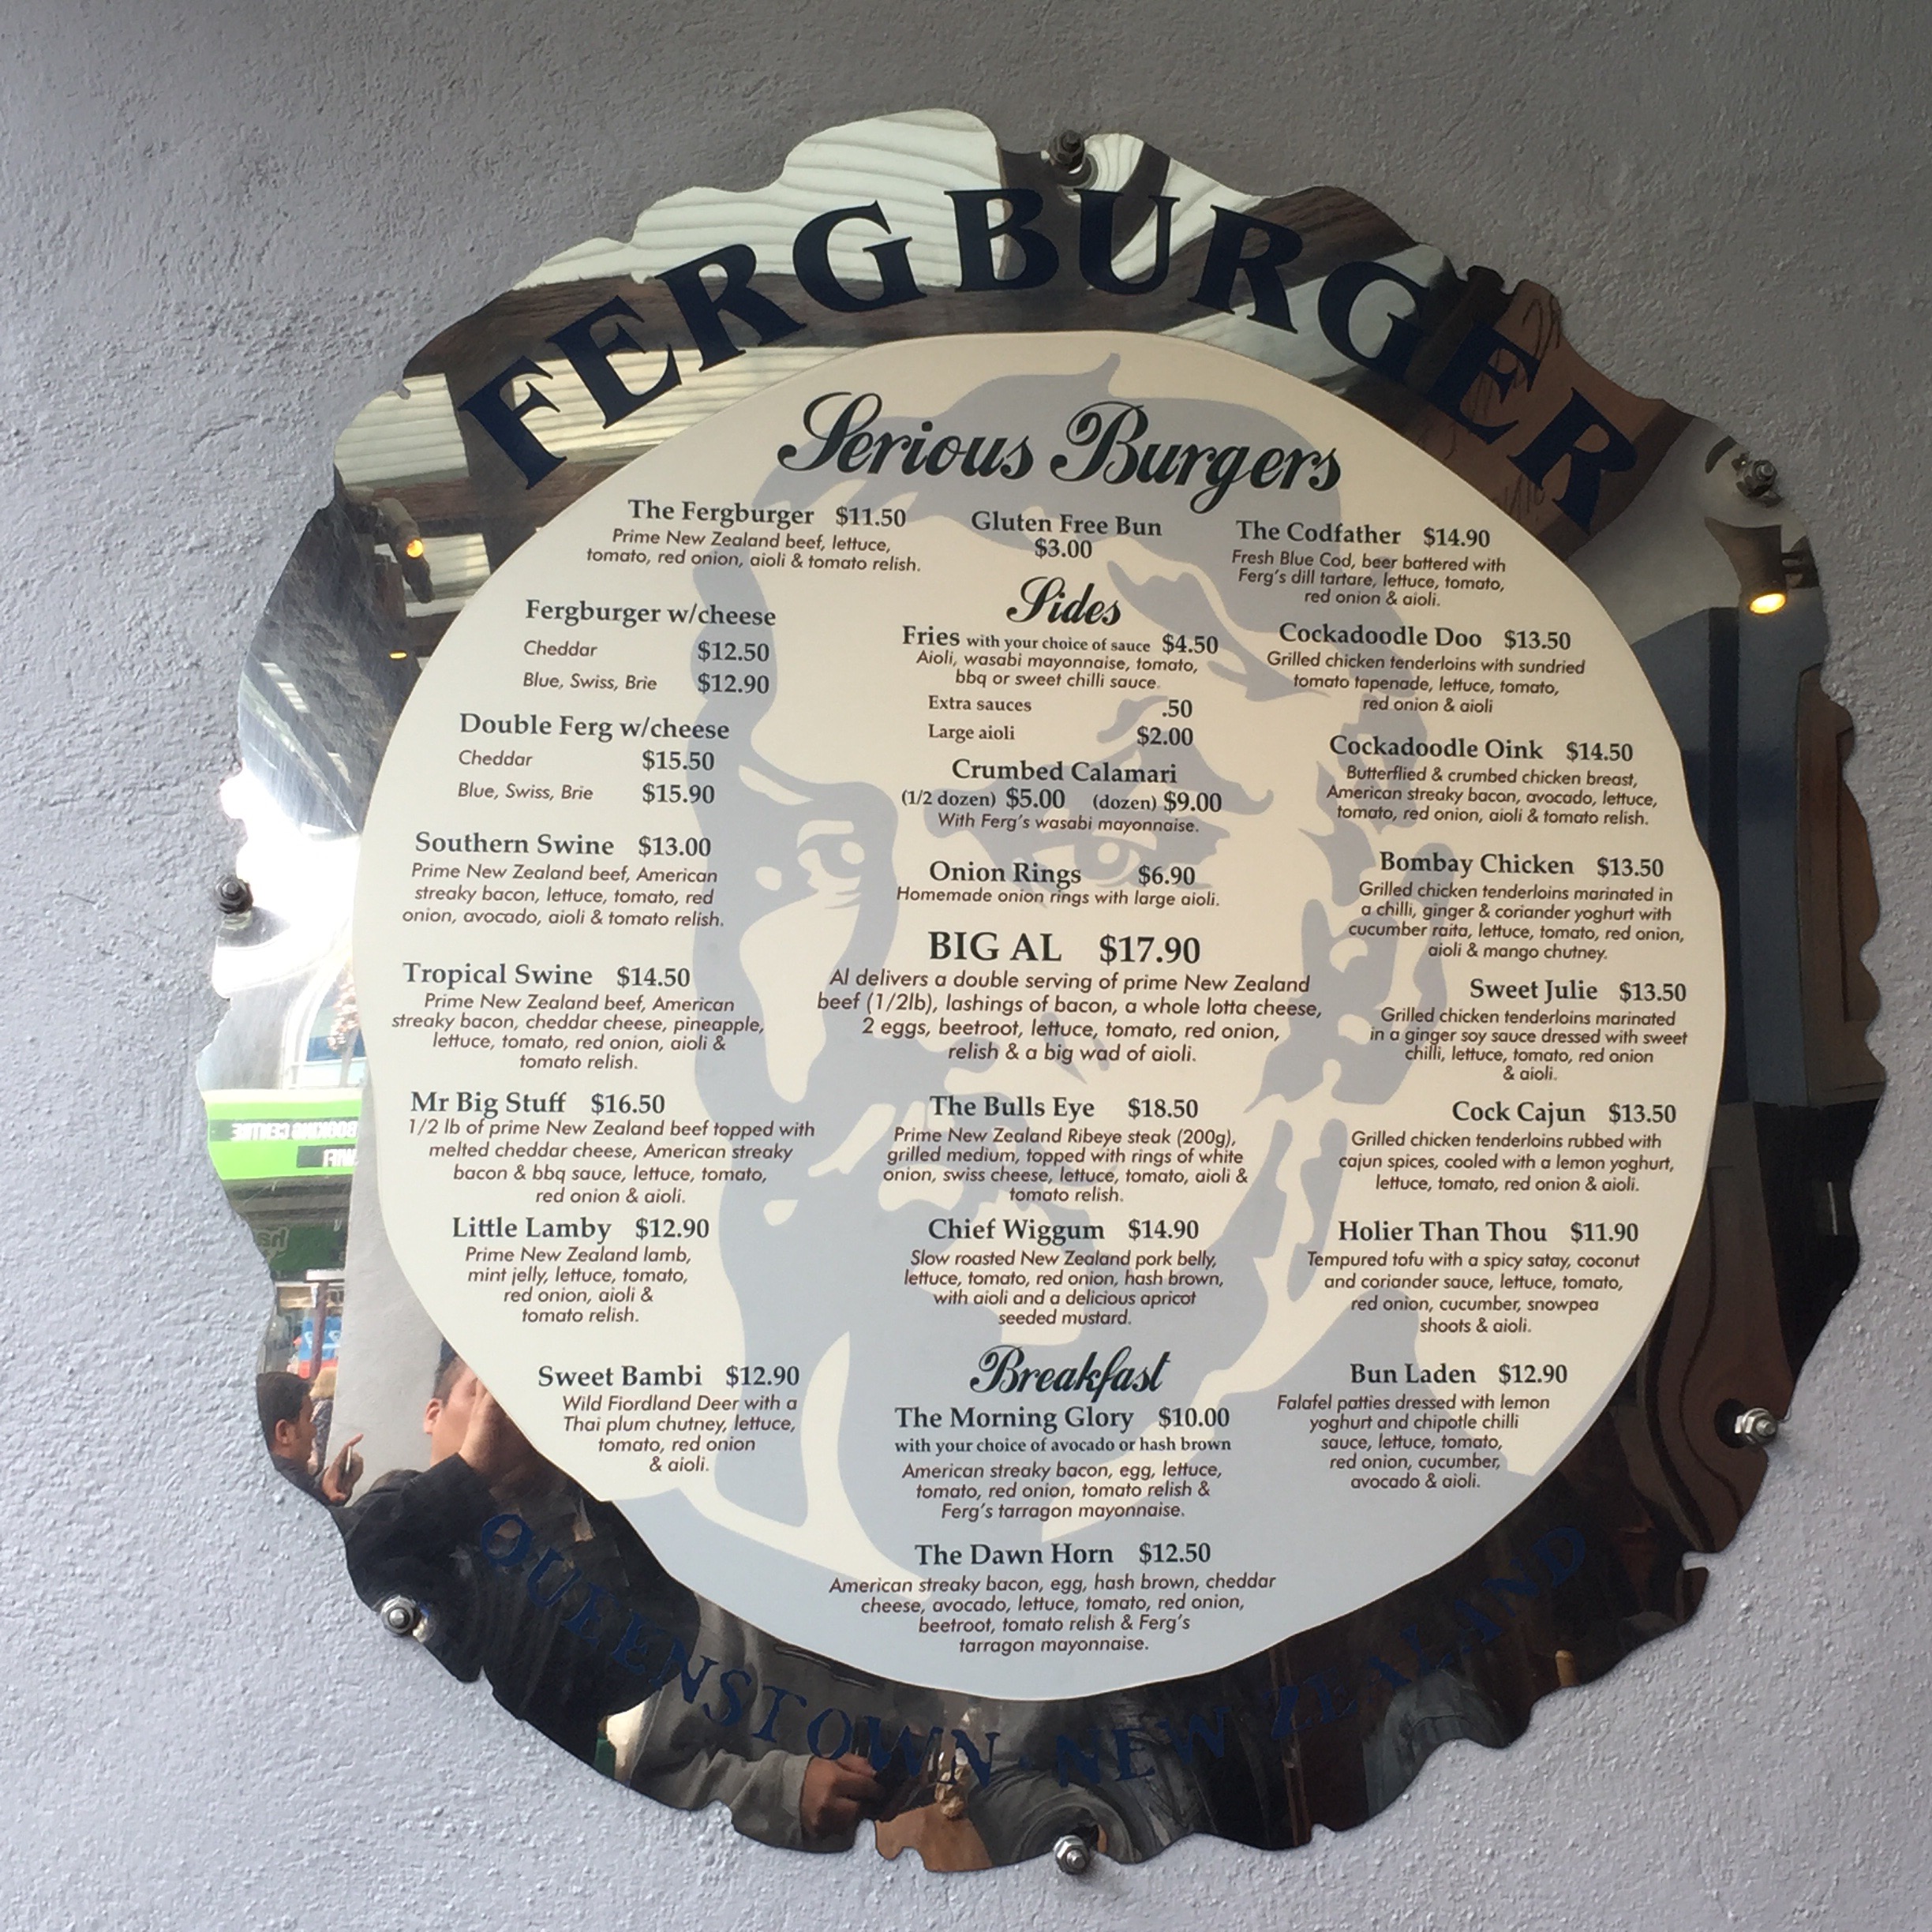 FERGBURGER
Serious Burgers
The Fergburger $11.50
Prime New Zealand beef, lettuce,
tomato, red onion, aioli & tomato relish.
Fergburger w/cheese
Cheddar $12.50
Blue, Swiss, Brie $12.90
Double Ferg w/cheese
Cheddar $15.50
Blue, Swiss, Brie $15.90
Southern Swine $13.00
Prime New Zealand beef, American
streaky bacon, lettuce, tomato, red
onion, avocado, aioli & tomato relish.
Tropical Swine $14.50
Prime New Zealand beef, American
streaky bacon, cheddar cheese, pineapple,
lettuce, tomato, red onion, aioli &
tomato relish.
Mr Big Stuff $16.50
1/2 lb of prime New Zealand beef topped with
melted cheddar cheese, American streaky
bacon & bbq sauce, lettuce, tomato,
red onion & aioli.
Little Lamby $12.90
Prime New Zealand lamb,
mint jelly, lettuce, tomato,
red onion, aioli &
tomato relish.
Sweet Bambi $12.90
Wild Fiordland Deer with a
Thai plum chutney, lettuce,
tomato, red onion
& aioli.
Gluten Free Bun
$3.00
Sides
Fries with your choice of sauce $4.50
Aioli, wasabi mayonnaise, tomato,
bbq or sweet chilli sauce.
Extra sauces .50
Large aioli $2.00
Crumbed Calamari
(1/2 dozen) $5.00 (dozen) $9.00
With Ferg's wasabi mayonnaise.
Onion Rings $6.90
Homemade onion rings with large aioli.
BIG AL $17.90
Al delivers a double serving of prime New Zealand
beef (1/2lb), lashings of bacon, a whole lotta cheese,
2 eggs, beetroot, lettuce, tomato, red onion,
relish & a big wad of aioli.
The Bulls Eye $18.50
Prime New Zealand Ribeye steak (200g),
grilled medium, topped with rings of white
onion, swiss cheese, lettuce, tomato, aioli &
tomato relish.
Chief Wiggum $14.90
Slow roasted New Zealand pork belly,
lettuce, tomato, red onion, hash brown,
with aioli and a delicious apricot
seeded mustard.
Breakfast
The Morning Glory $10.00
with your choice of avocado or hash brown
American streaky bacon, egg, lettuce,
tomato, red onion, tomato relish &
Ferg's tarragon mayonnaise.
The Dawn Horn $12.50
American streaky bacon, egg, hash brown, cheddar
cheese, avocado, lettuce, tomato, red onion,
beetroot, tomato relish & Ferg's
tarragon mayonnaise.
The Codfather $14.90
Fresh Blue Cod, beer battered with
Ferg's dill tartare, lettuce, tomato,
red onion & aioli.
Cockadoodle Doo $13.50
Grilled chicken tenderloins with sundried
tomato tapenade, lettuce, tomato,
red onion & aioli
Cockadoodle Oink $14.50
Butterflied & crumbed chicken breast,
American streaky bacon, avocado, lettuce,
tomato, red onion, aioli & tomato relish.
Bombay Chicken $13.50
Grilled chicken tenderloins marinated in
a chilli, ginger & coriander yoghurt with
cucumber raita, lettuce, tomato, red onion,
aioli & mango chutney.
Sweet Julie $13.50
Grilled chicken tenderloins marinated
in a ginger soy sauce dressed with sweet
chilli, lettuce, tomato, red onion
& aioli.
Cock Cajun $13.50
Grilled chicken tenderloins rubbed with
cajun spices, cooled with a lemon yoghurt,
lettuce, tomato, red onion & aioli.
Holier Than Thou $11.90
Tempured tofu with a spicy satay, coconut
and coriander sauce, lettuce, tomato,
red onion, cucumber, snowpea
shoots & aioli.
Bun Laden $12.90
Falafel patties dressed with lemon
yoghurt and chipotle chilli
sauce, lettuce, tomato,
red onion, cucumber,
avocado & aioli.
QUEENSTOWN · NEW ZEALAND
BOOKING CENTRE